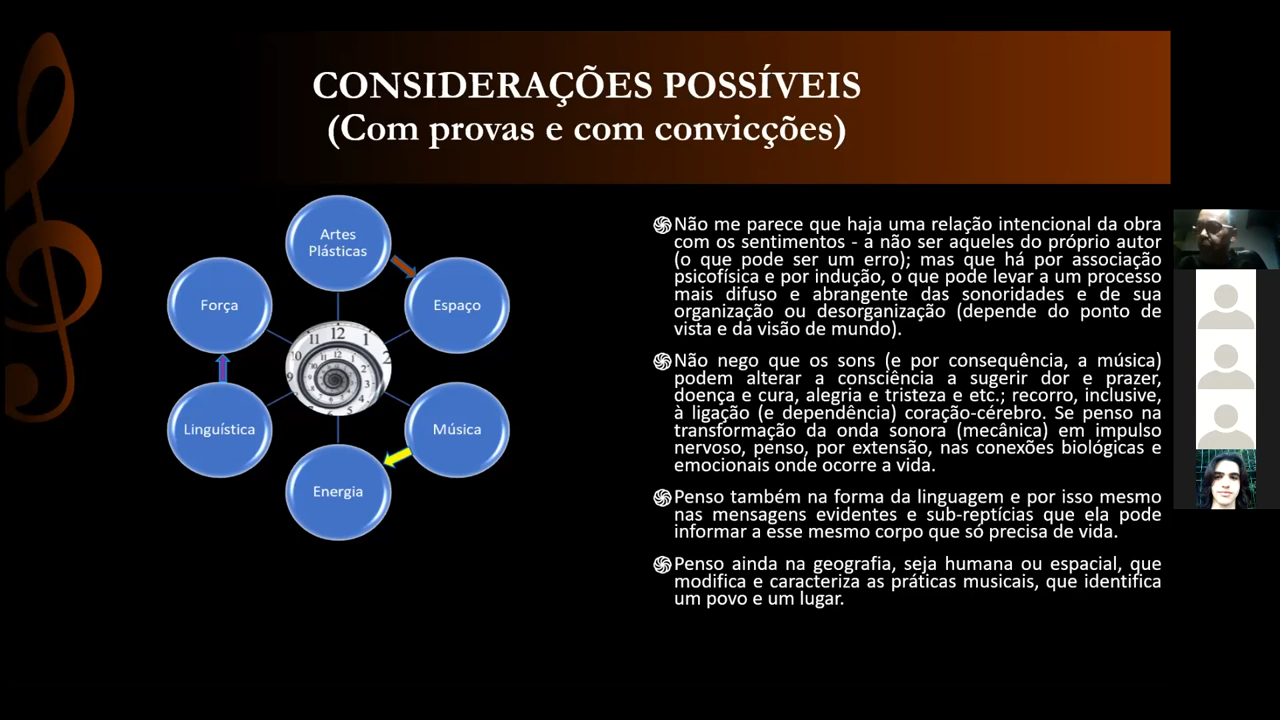 CONSIDERAÇÕES POSSÍVEIS
(Com provas e com convicções)
Artes
Plásticas
Força
Espaço
Linguística
Música
Energia
Não me parece que haja uma relação intencional da obra
com os sentimentos - a não ser aqueles do próprio autor
(o que pode ser um erro); mas que há por associação
psicofísica e por indução, o que pode levar a um processo
mais difuso e abrangente das sonoridades e de sua
organização ou desorganização (depende do ponto de
vista e da visão de mundo).
Não nego que os sons (e por consequência, a música)
podem alterar a consciência a sugerir dor e prazer,
doença e cura, alegria e tristeza e etc.; recorro, inclusive,
à ligação (e dependência) coração-cérebro. Se penso na
transformação da onda sonora (mecânica) em impulso
nervoso, penso, por extensão, nas conexões biológicas e
emocionais onde ocorre a vida.
Penso também na forma da linguagem e por isso mesmo
nas mensagens evidentes e sub-reptícias que ela pode
informar a esse mesmo corpo que só precisa de vida.
Penso ainda na geografia, seja humana ou espacial, que
modifica e caracteriza as práticas musicais, que identifica
um povo e um lugar.